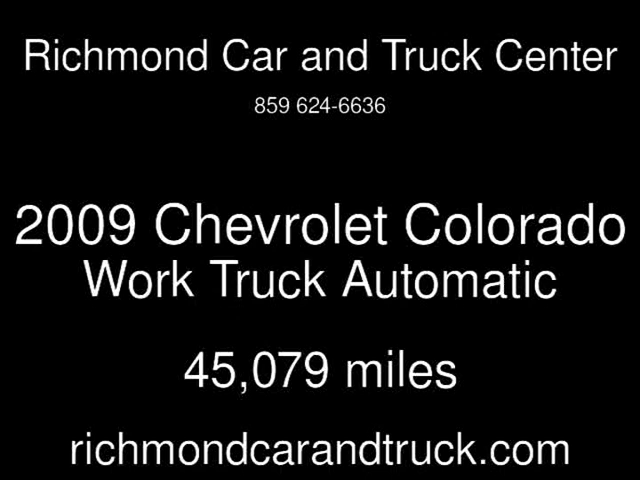 Richmond Car and Truck Center
859 624-6636
2009 Chevrolet Colorado
Work Truck Automatic
45,079 miles
richmondcarandtruck.com